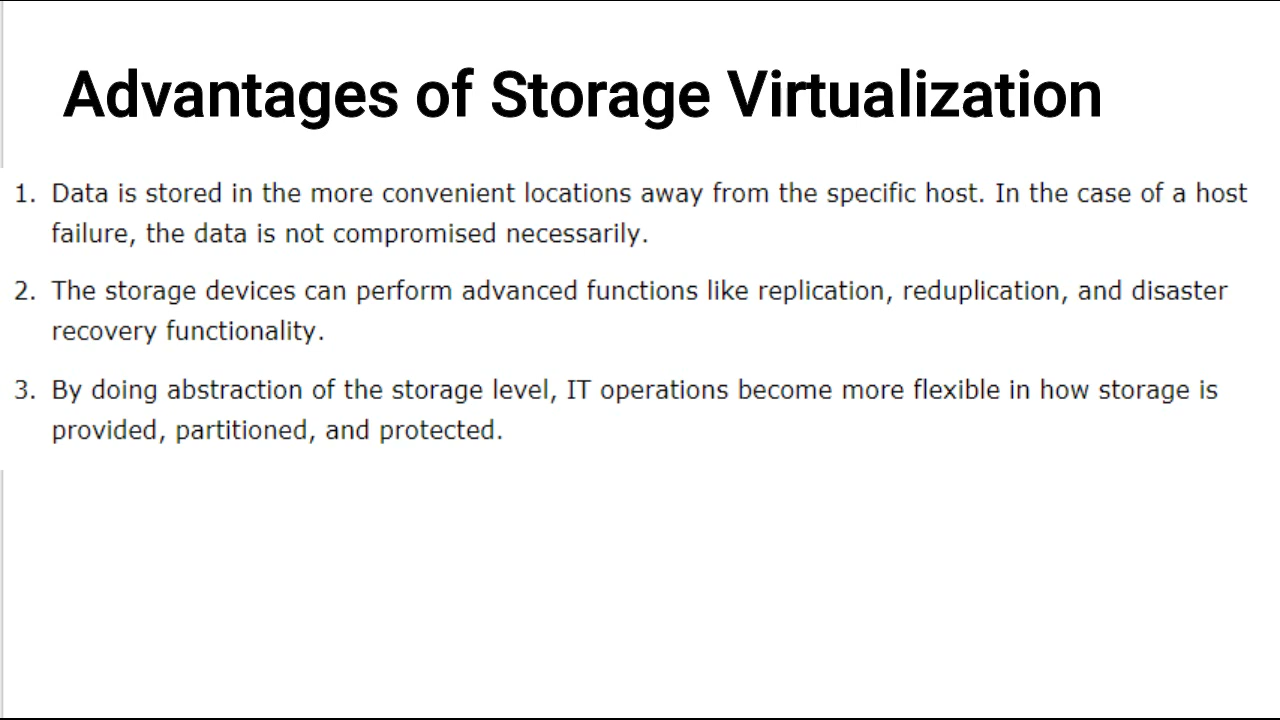 Advantages of Storage Virtualization
1. Data is stored in the more convenient locations away from the specific host. In the case of a host
failure, the data is not compromised necessarily.
2. The storage devices can perform advanced functions like replication, reduplication, and disaster
recovery functionality.
3. By doing abstraction of the storage level, IT operations become more flexible in how storage is
provided, partitioned, and protected.